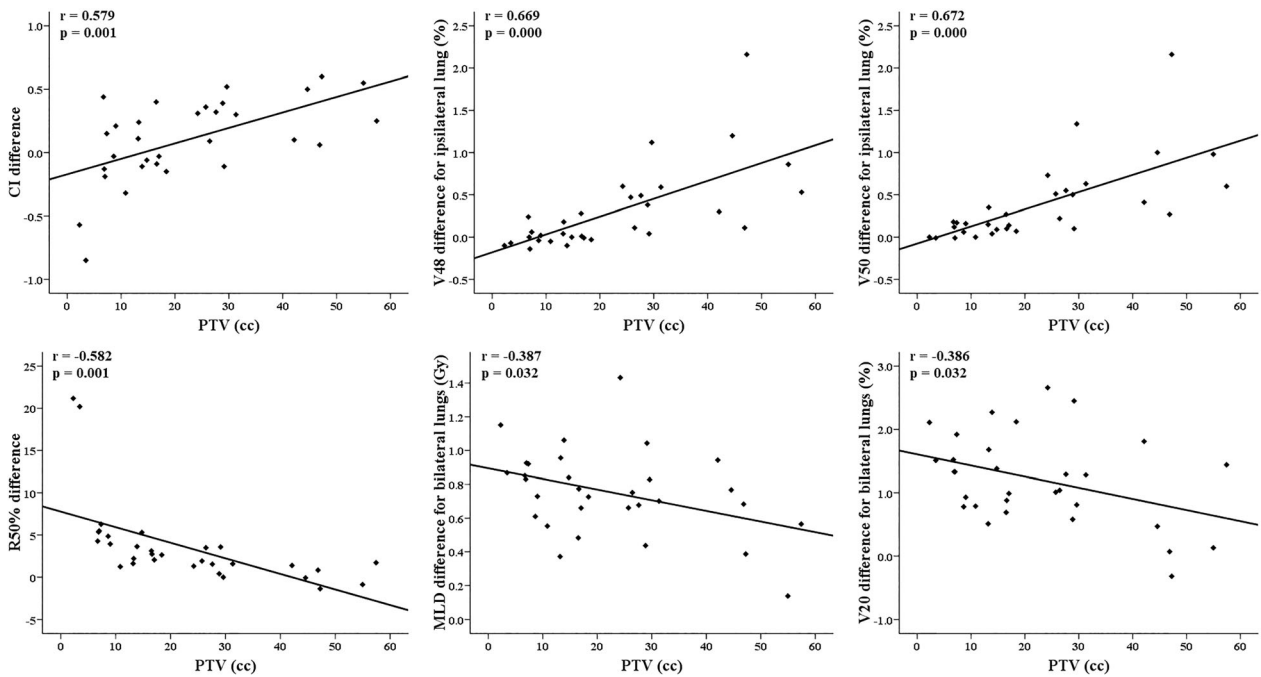 r = 0.579
p = 0.001
CI difference
1.0
0.5
0.0
-0.5
-1.0
0 10 20 30 40 50 60
PTV (cc)
r = 0.669
p = 0.000
V48 difference for ipsilateral lung (%)
2.5
2.0
1.5
1.0
0.5
0.0
-0.5
0 10 20 30 40 50 60
PTV (cc)
r = 0.672
p = 0.000
V50 difference for ipsilateral lung (%)
2.5
2.0
1.5
1.0
0.5
0.0
-0.5
0 10 20 30 40 50 60
PTV (cc)
r = -0.582
p = 0.001
R50% difference
25
20
15
10
5
0
-5
0 10 20 30 40 50 60
PTV (cc)
r = -0.387
p = 0.032
MLD difference for bilateral lungs (Gy)
1.4
1.2
1.0
0.8
0.6
0.4
0.2
0.0
0 10 20 30 40 50 60
PTV (cc)
r = -0.386
p = 0.032
V20 difference for bilateral lungs (%)
3.0
2.0
1.0
0.0
-1.0
0 10 20 30 40 50 60
PTV (cc)